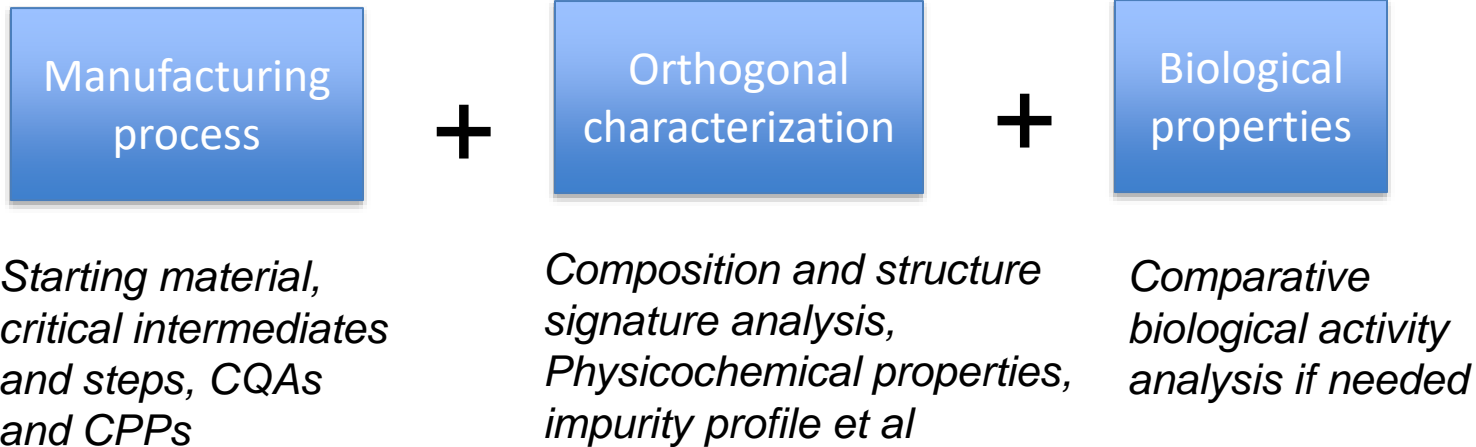 Manufacturing
process
+
Orthogonal
characterization
+
Biological
properties
Starting material,
critical intermediates
and steps, CQAs
and CPPs
Composition and structure
signature analysis,
Physicochemical properties,
impurity profile et al
Comparative
biological activity
analysis if needed